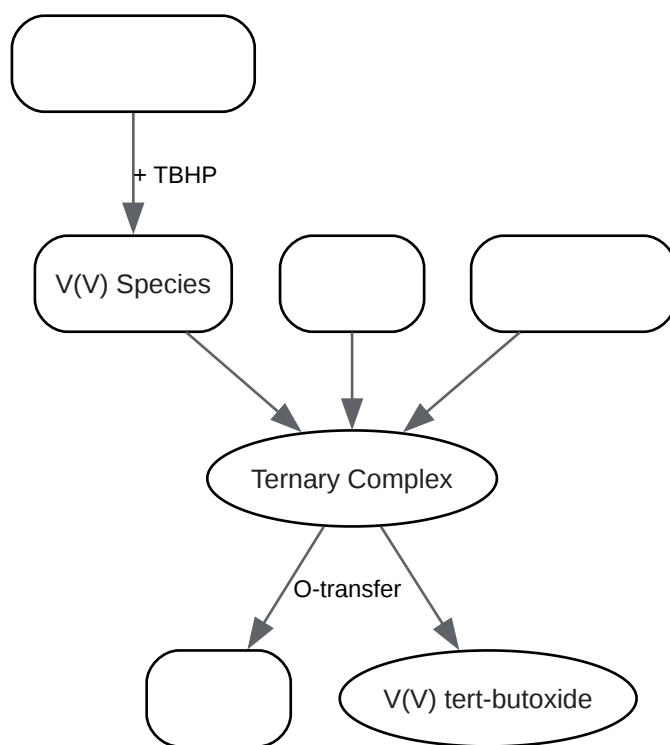 + TBHP
V(V) Species
Ternary Complex
O-transfer
V(V) tert-butoxide